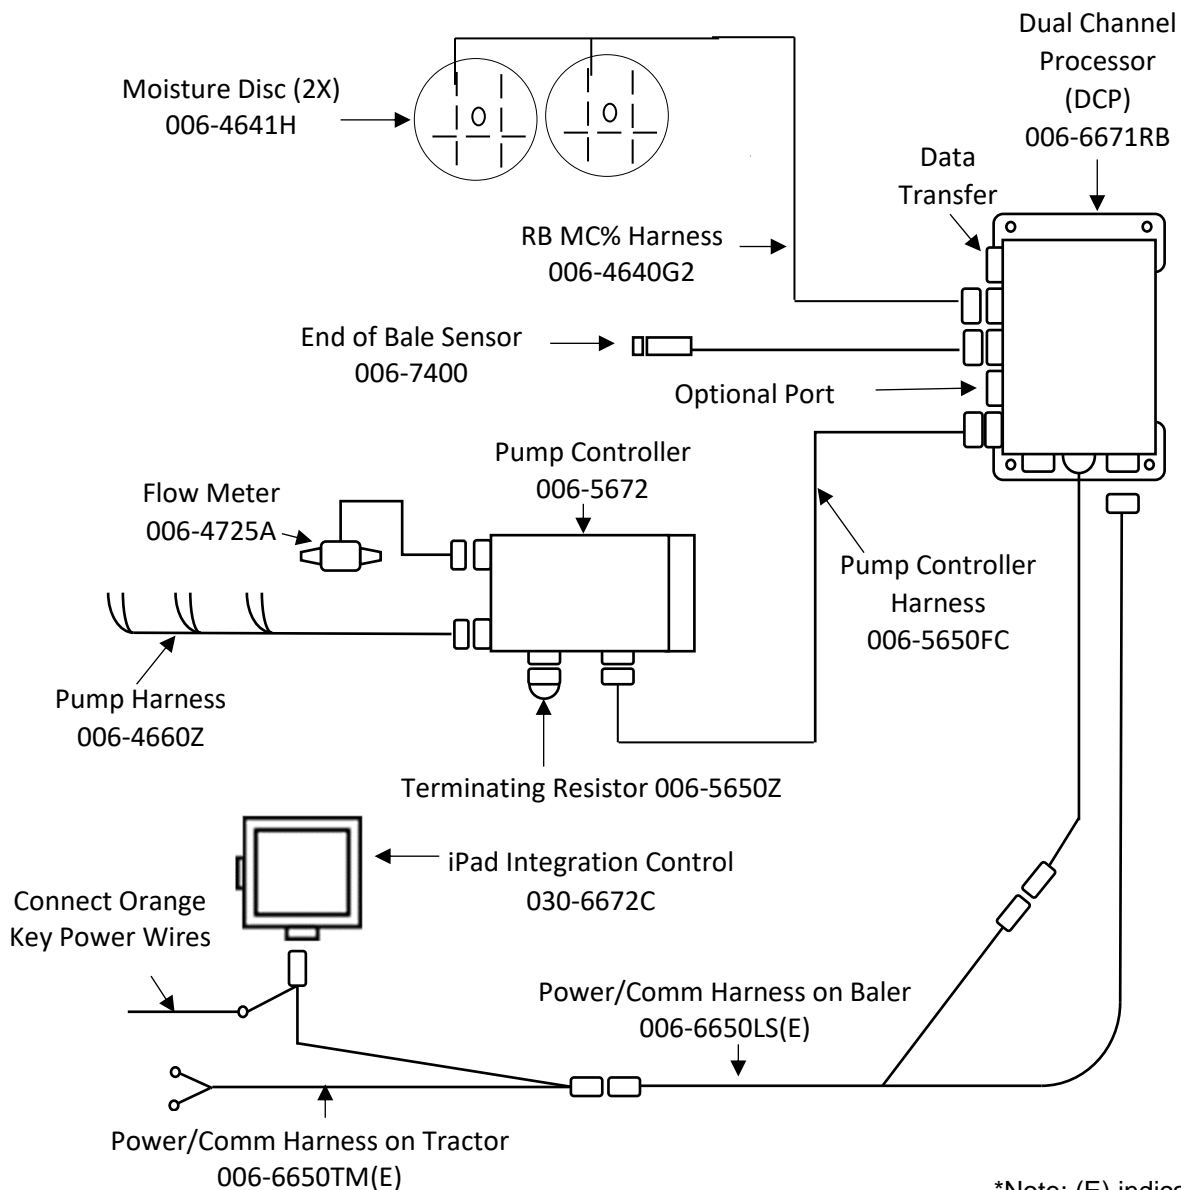 Dual Channel
Processor
(DCP)
006-6671RB
Moisture Disc (2X)
006-4641H
Data
Transfer
RB MC% Harness
006-4640G2
End of Bale Sensor
006-7400
Optional Port
Pump Controller
006-5672
Flow Meter
006-4725A
Pump Controller
Harness
006-5650FC
Pump Harness
006-4660Z
Terminating Resistor 006-5650Z
iPad Integration Control
030-6672C
Connect Orange
Key Power Wires
Power/Comm Harness on Baler
006-6650LS(E)
Power/Comm Harness on Tractor
006-6650TM(E)
*Note: (E)